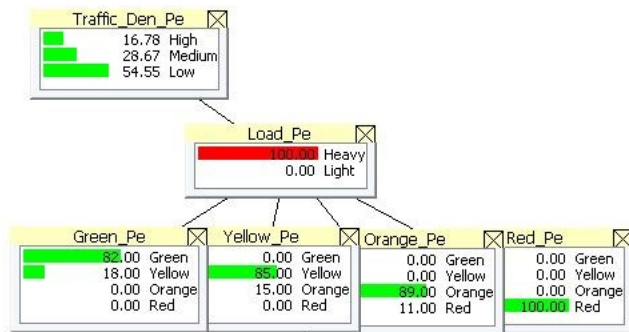 Traffic_Den_Pe
16.78 High
28.67 Medium
54.55 Low
Load_Pe
100.00 Heavy
0.00 Light
Green_Pe
82.00 Green
18.00 Yellow
0.00 Orange
0.00 Red
Yellow_Pe
0.00 Green
85.00 Yellow
15.00 Orange
0.00 Red
Orange_Pe
0.00 Green
0.00 Yellow
89.00 Orange
11.00 Red
Red_Pe
0.00 Green
0.00 Yellow
0.00 Orange
100.00 Red